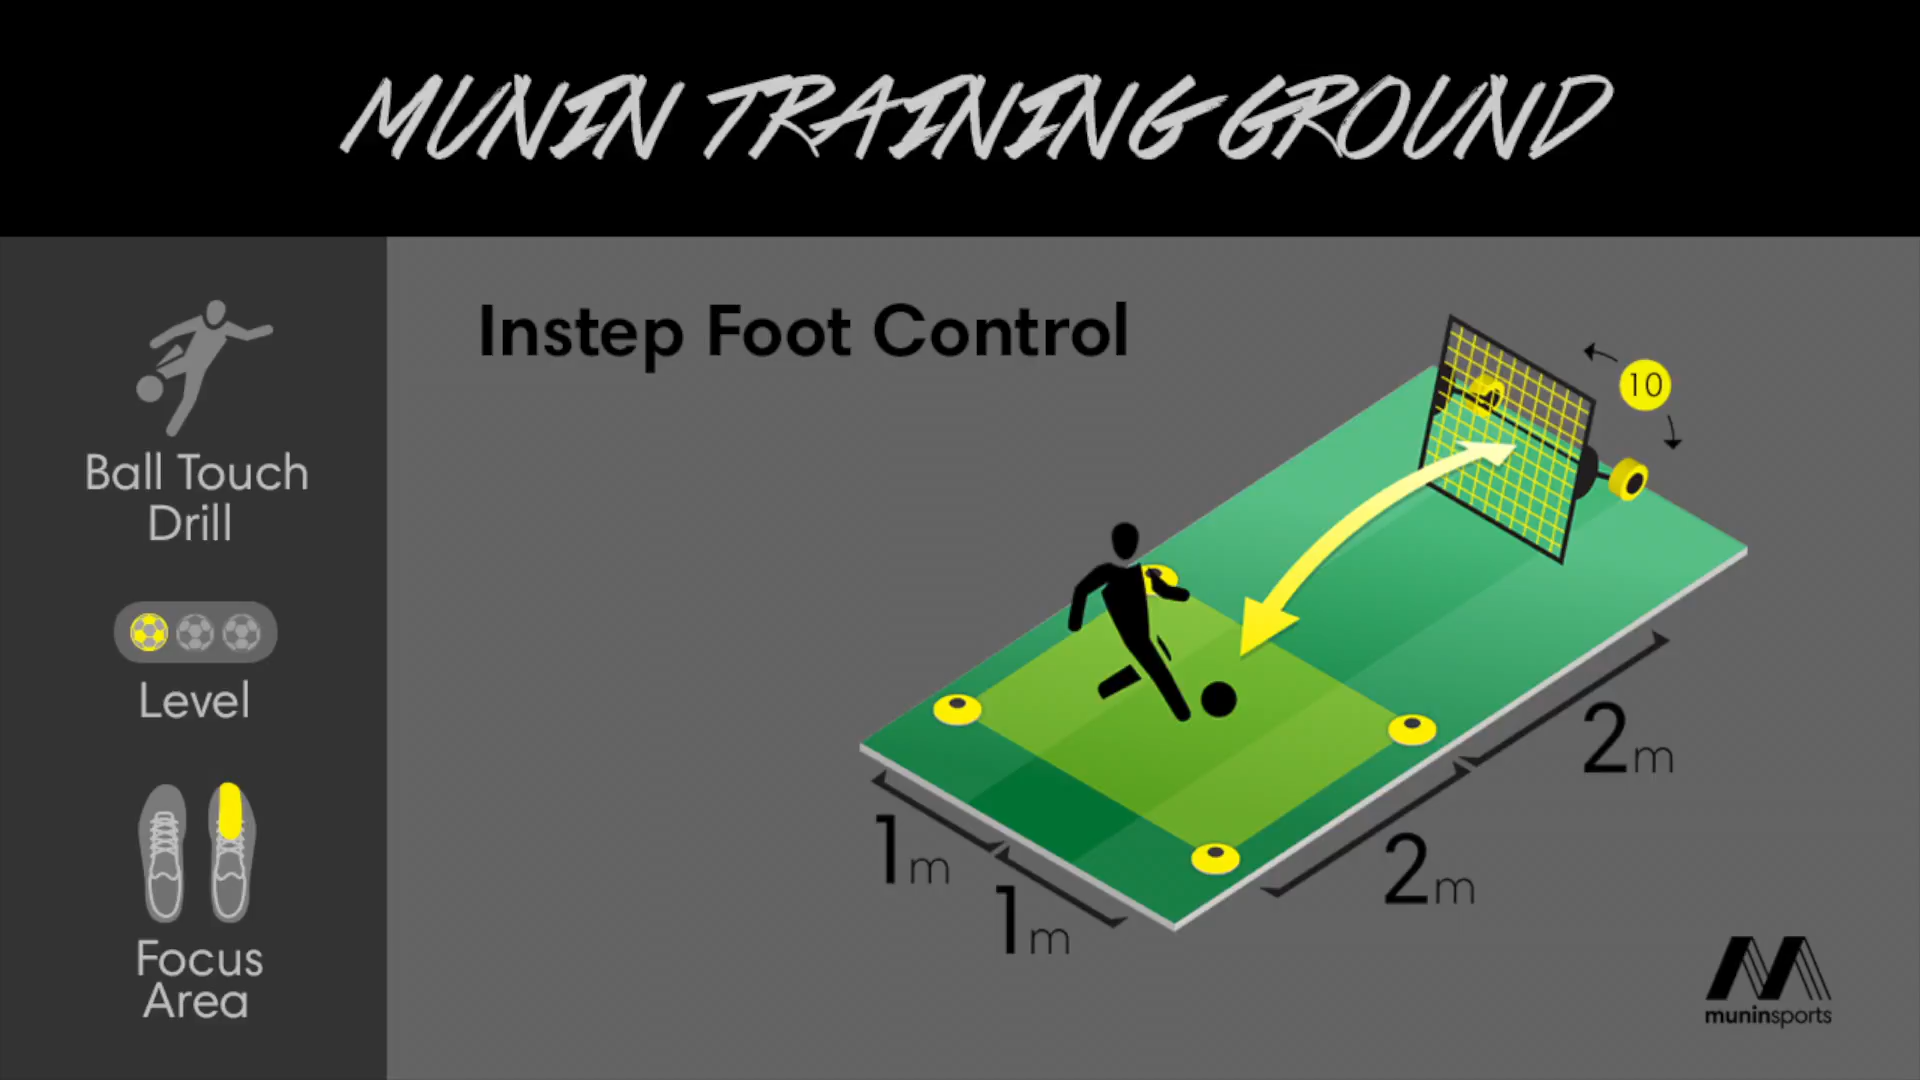 MUNIN TRAINING GROUND
Instep Foot Control
10
Ball Touch
Drill
Level
Focus
Area
1m
1m
2m
2m
muninsports